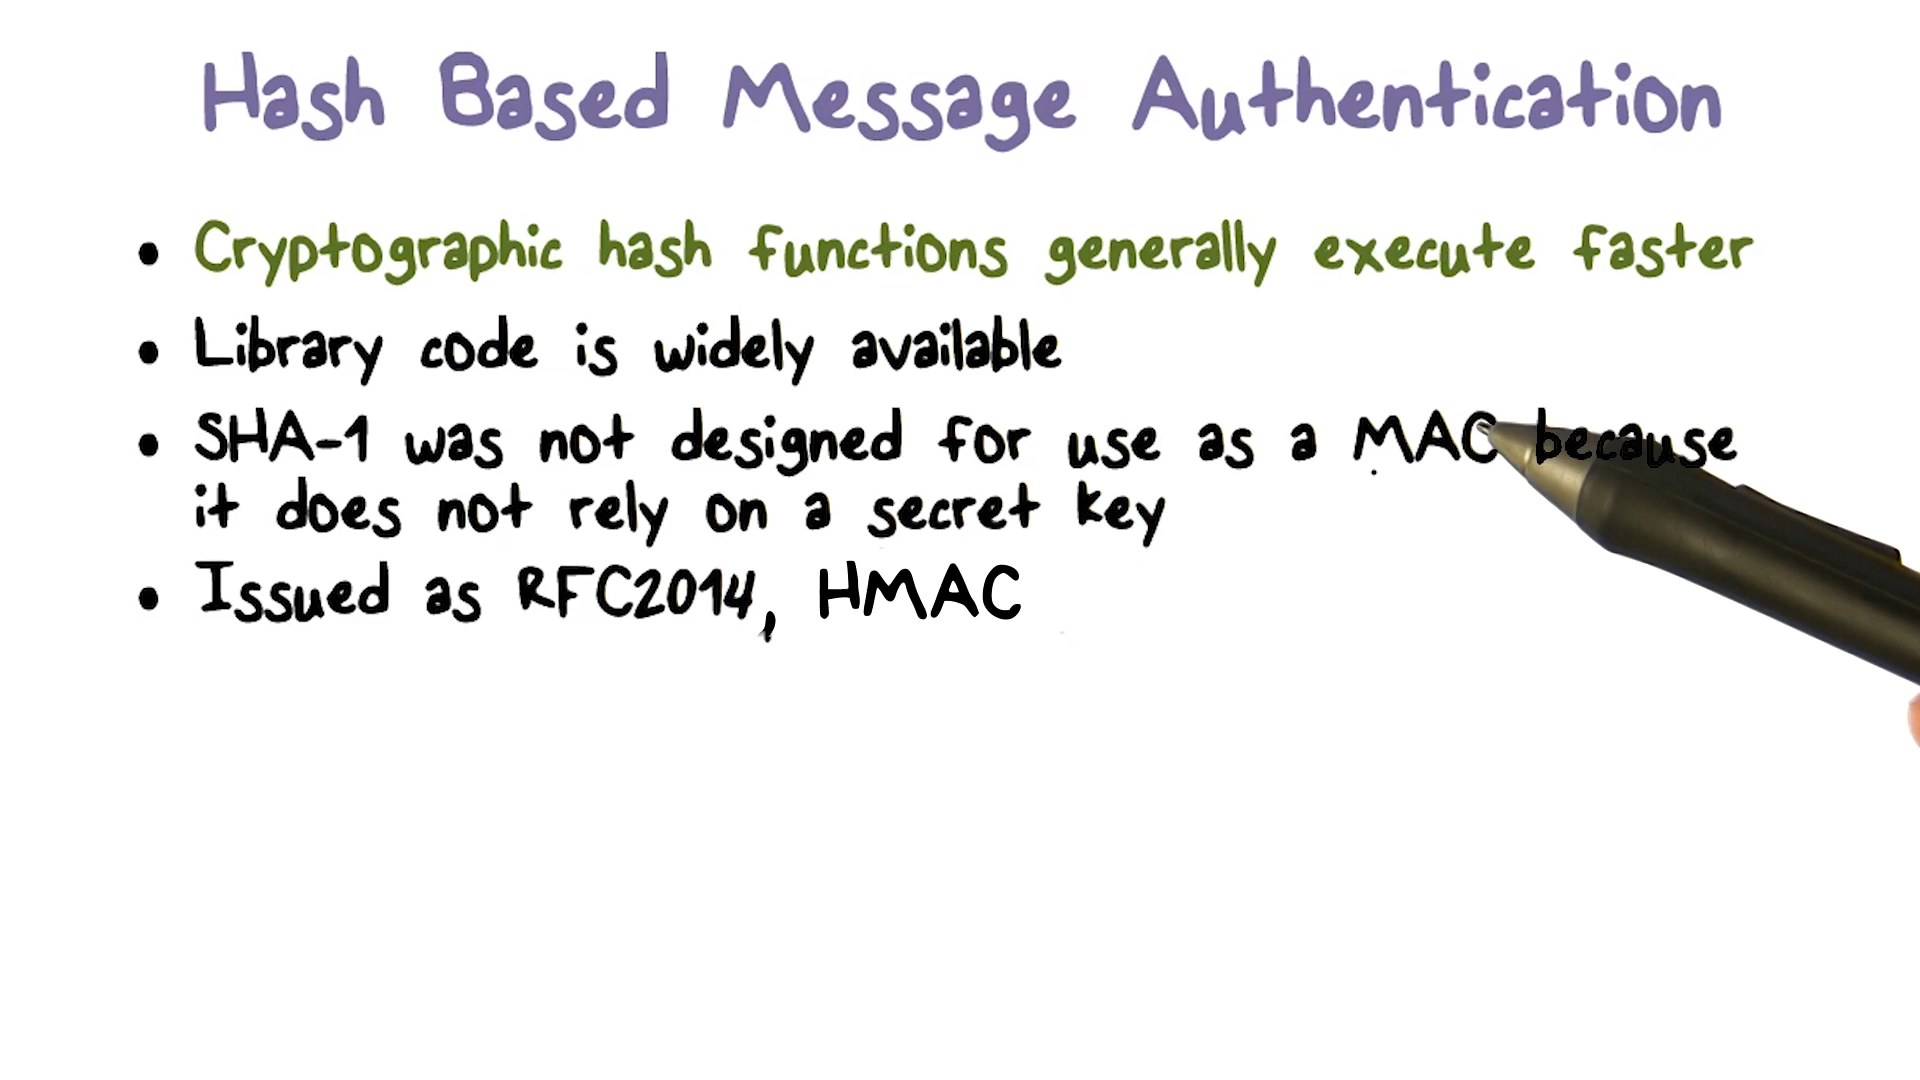 Hash Based Message Authentication
• Cryptographic hash functions generally execute faster
• Library code is widely available
• SHA-1 was not designed for use as a MAC because
it does not rely on a secret key
• Issued as RFC2014, HMAC